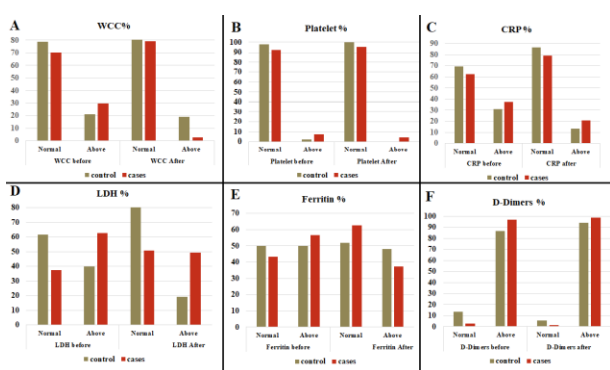 A
WCC%
80
70
60
50
40
30
20
10
0
Normal Above Normal Above
WCC before WCC After
control cases
B
Platelet %
100
90
80
70
60
50
40
30
20
10
0
Normal Above Normal Above
Platelet before Platelet After
control cases
C
CRP%
90
80
70
60
50
40
30
20
10
0
Normal Above Normal Above
CRP before CRP after
control cases
D
LDH %
80
70
60
50
40
30
20
10
0
Normal Above Normal Above
LDH before LDH After
control cases
E
Ferritin %
70
60
50
40
30
20
10
0
Normal Above Normal Above
Ferritin before Ferritin After
control cases
F
D-Dimers %
100
90
80
70
60
50
40
30
20
10
0
Normal Above Normal Above
D-Dimers before D-Dimers after
control cases